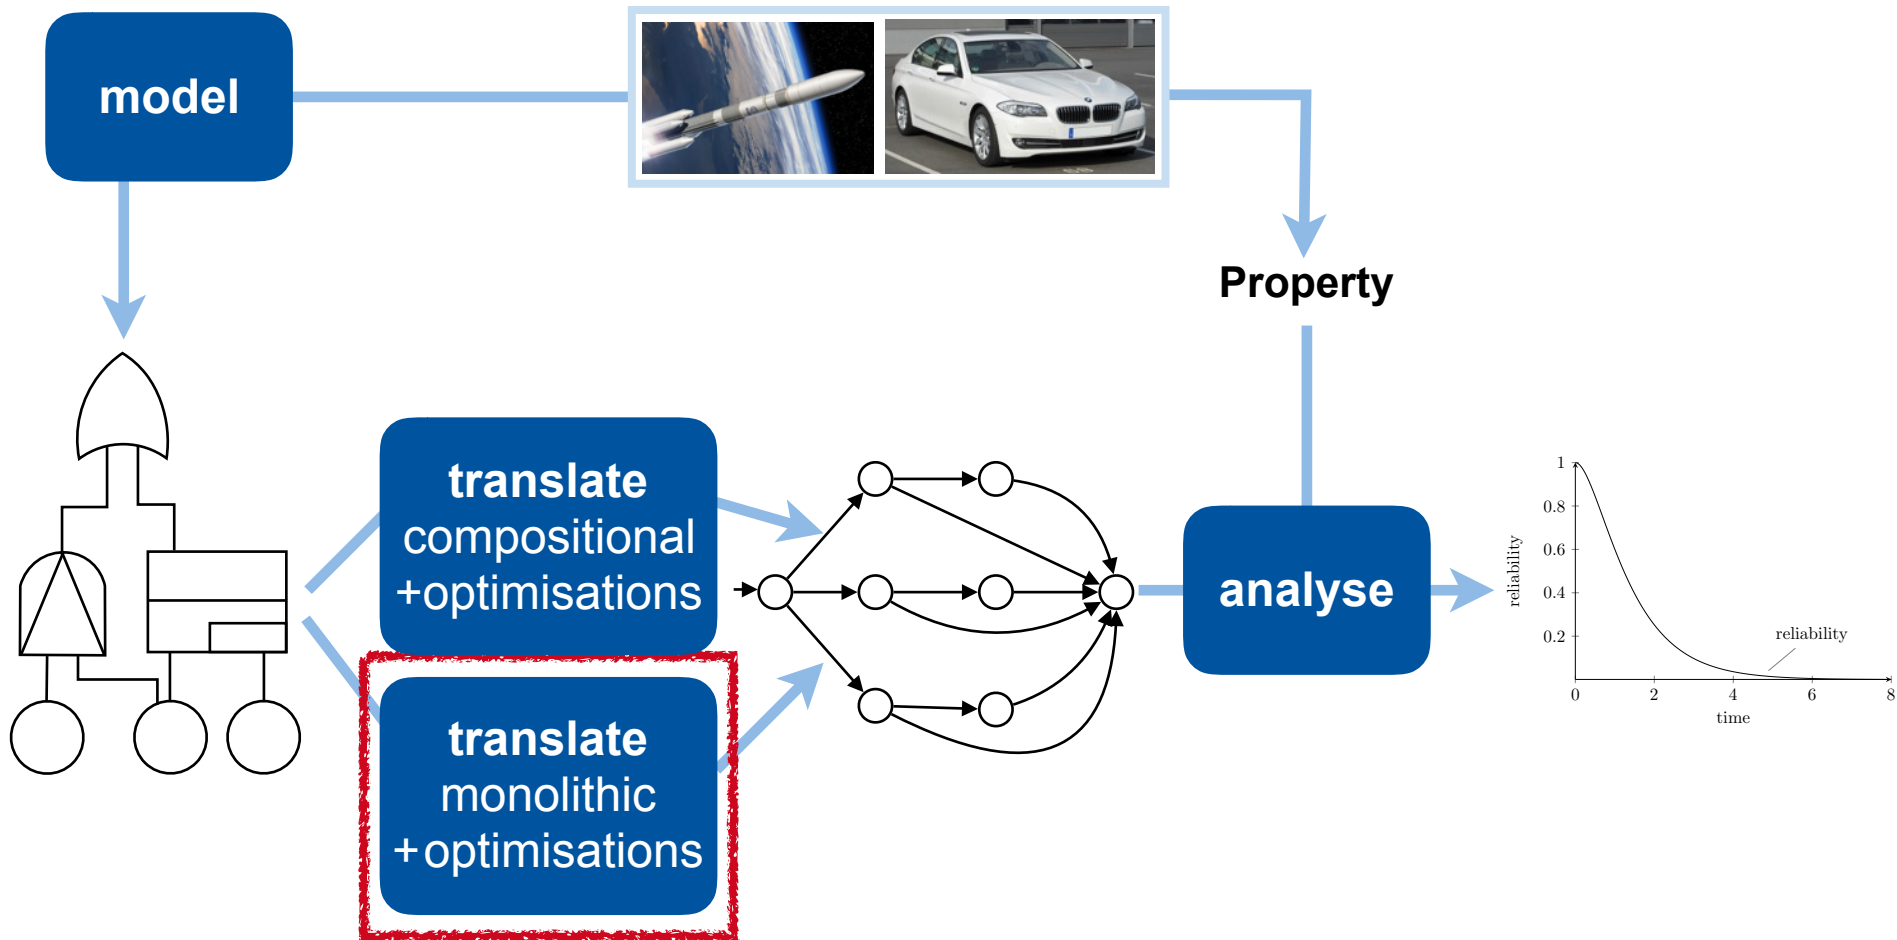 model
Property
translate
compositional
+optimisations
translate
monolithic
+optimisations
analyse
1
0.8
0.6
0.4
0.2
reliability
reliability
0 2 4 6 8
time